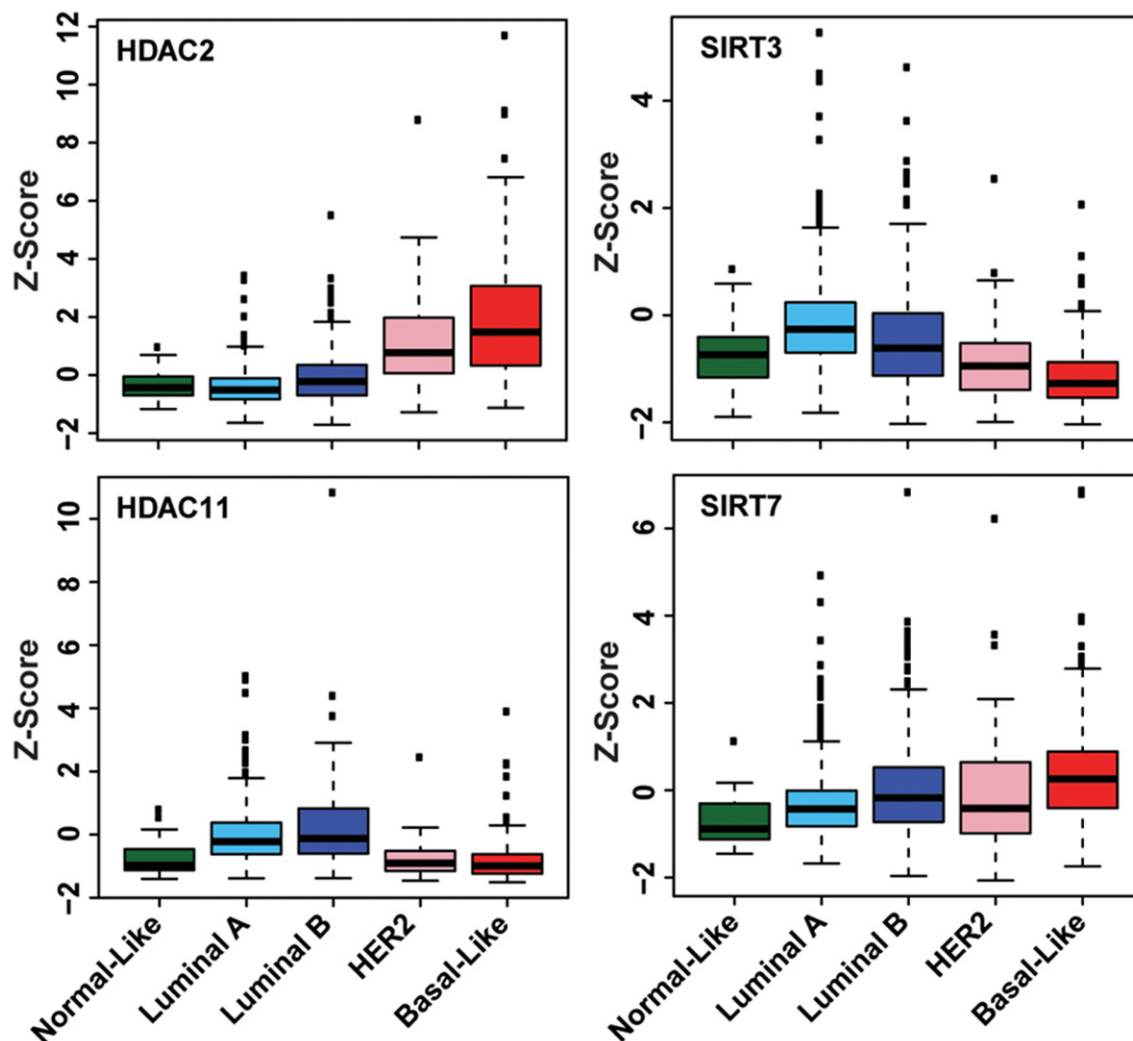 HDAC2
Z-Score
12
10
8
6
4
2
0
−2
SIRT3
Z-Score
4
2
0
−2
HDAC11
Z-Score
10
8
6
4
2
0
−2
Normal-Like
Luminal A
Luminal B
HER2
Basal-Like
SIRT7
Z-Score
6
4
2
0
−2
Normal-Like
Luminal A
Luminal B
HER2
Basal-Like